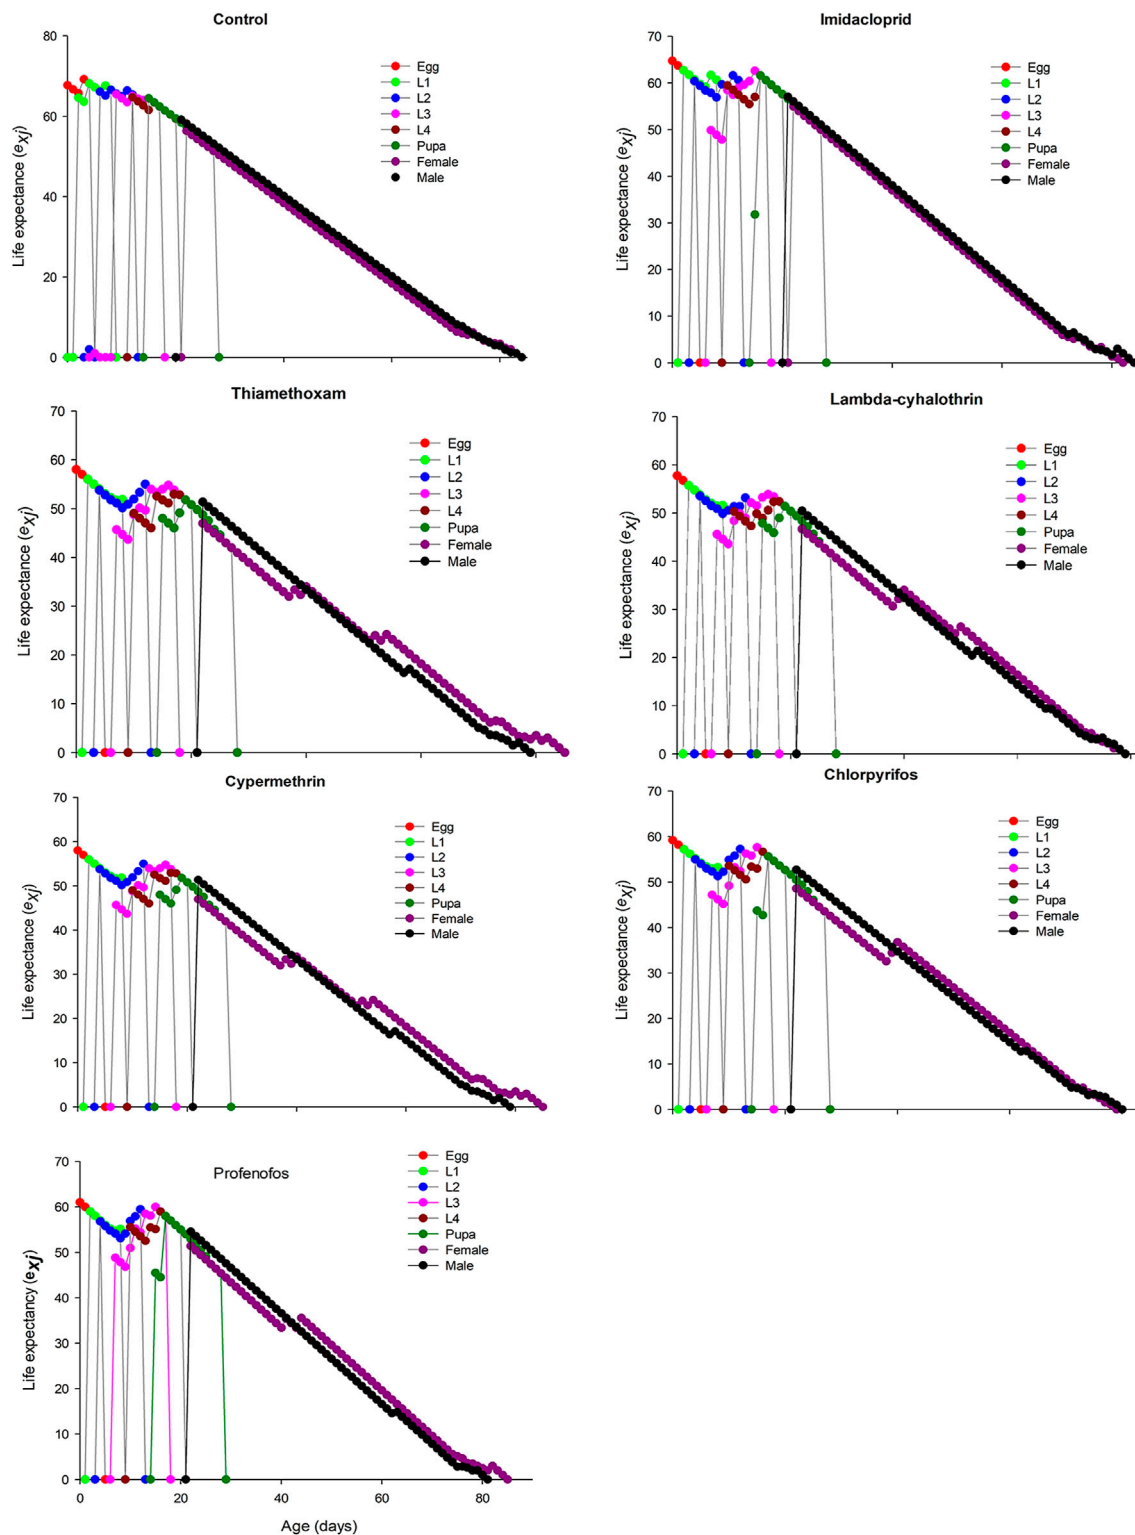 Control
80
60
40
20
0
Life expectance (exj)
Egg
L1
L2
L3
L4
Pupa
Female
Male
Imidacloprid
70
60
50
40
30
20
10
0
Life expectance (exj)
Egg
L1
L2
L3
L4
Pupa
Female
Male
Thiamethoxam
70
60
50
40
30
20
10
0
Life expectance (exj)
Egg
L1
L2
L3
L4
Pupa
Female
Male
Lambda-cyhalothrin
70
60
50
40
30
20
10
0
Life expectance (exj)
Egg
L1
L2
L3
L4
Pupa
Female
Male
Cypermethrin
70
60
50
40
30
20
10
0
Life expectance (exj)
Egg
L1
L2
L3
L4
Pupa
Female
Male
Chlorpyrifos
70
60
50
40
30
20
10
0
Life expectance (exj)
Egg
L1
L2
L3
L4
Pupa
Female
Male
Profenofos
70
60
50
40
30
20
10
0
Life expectancy (exj)
Egg
L1
L2
L3
L4
Pupa
Female
Male
0 20 40 60 80
Age (days)